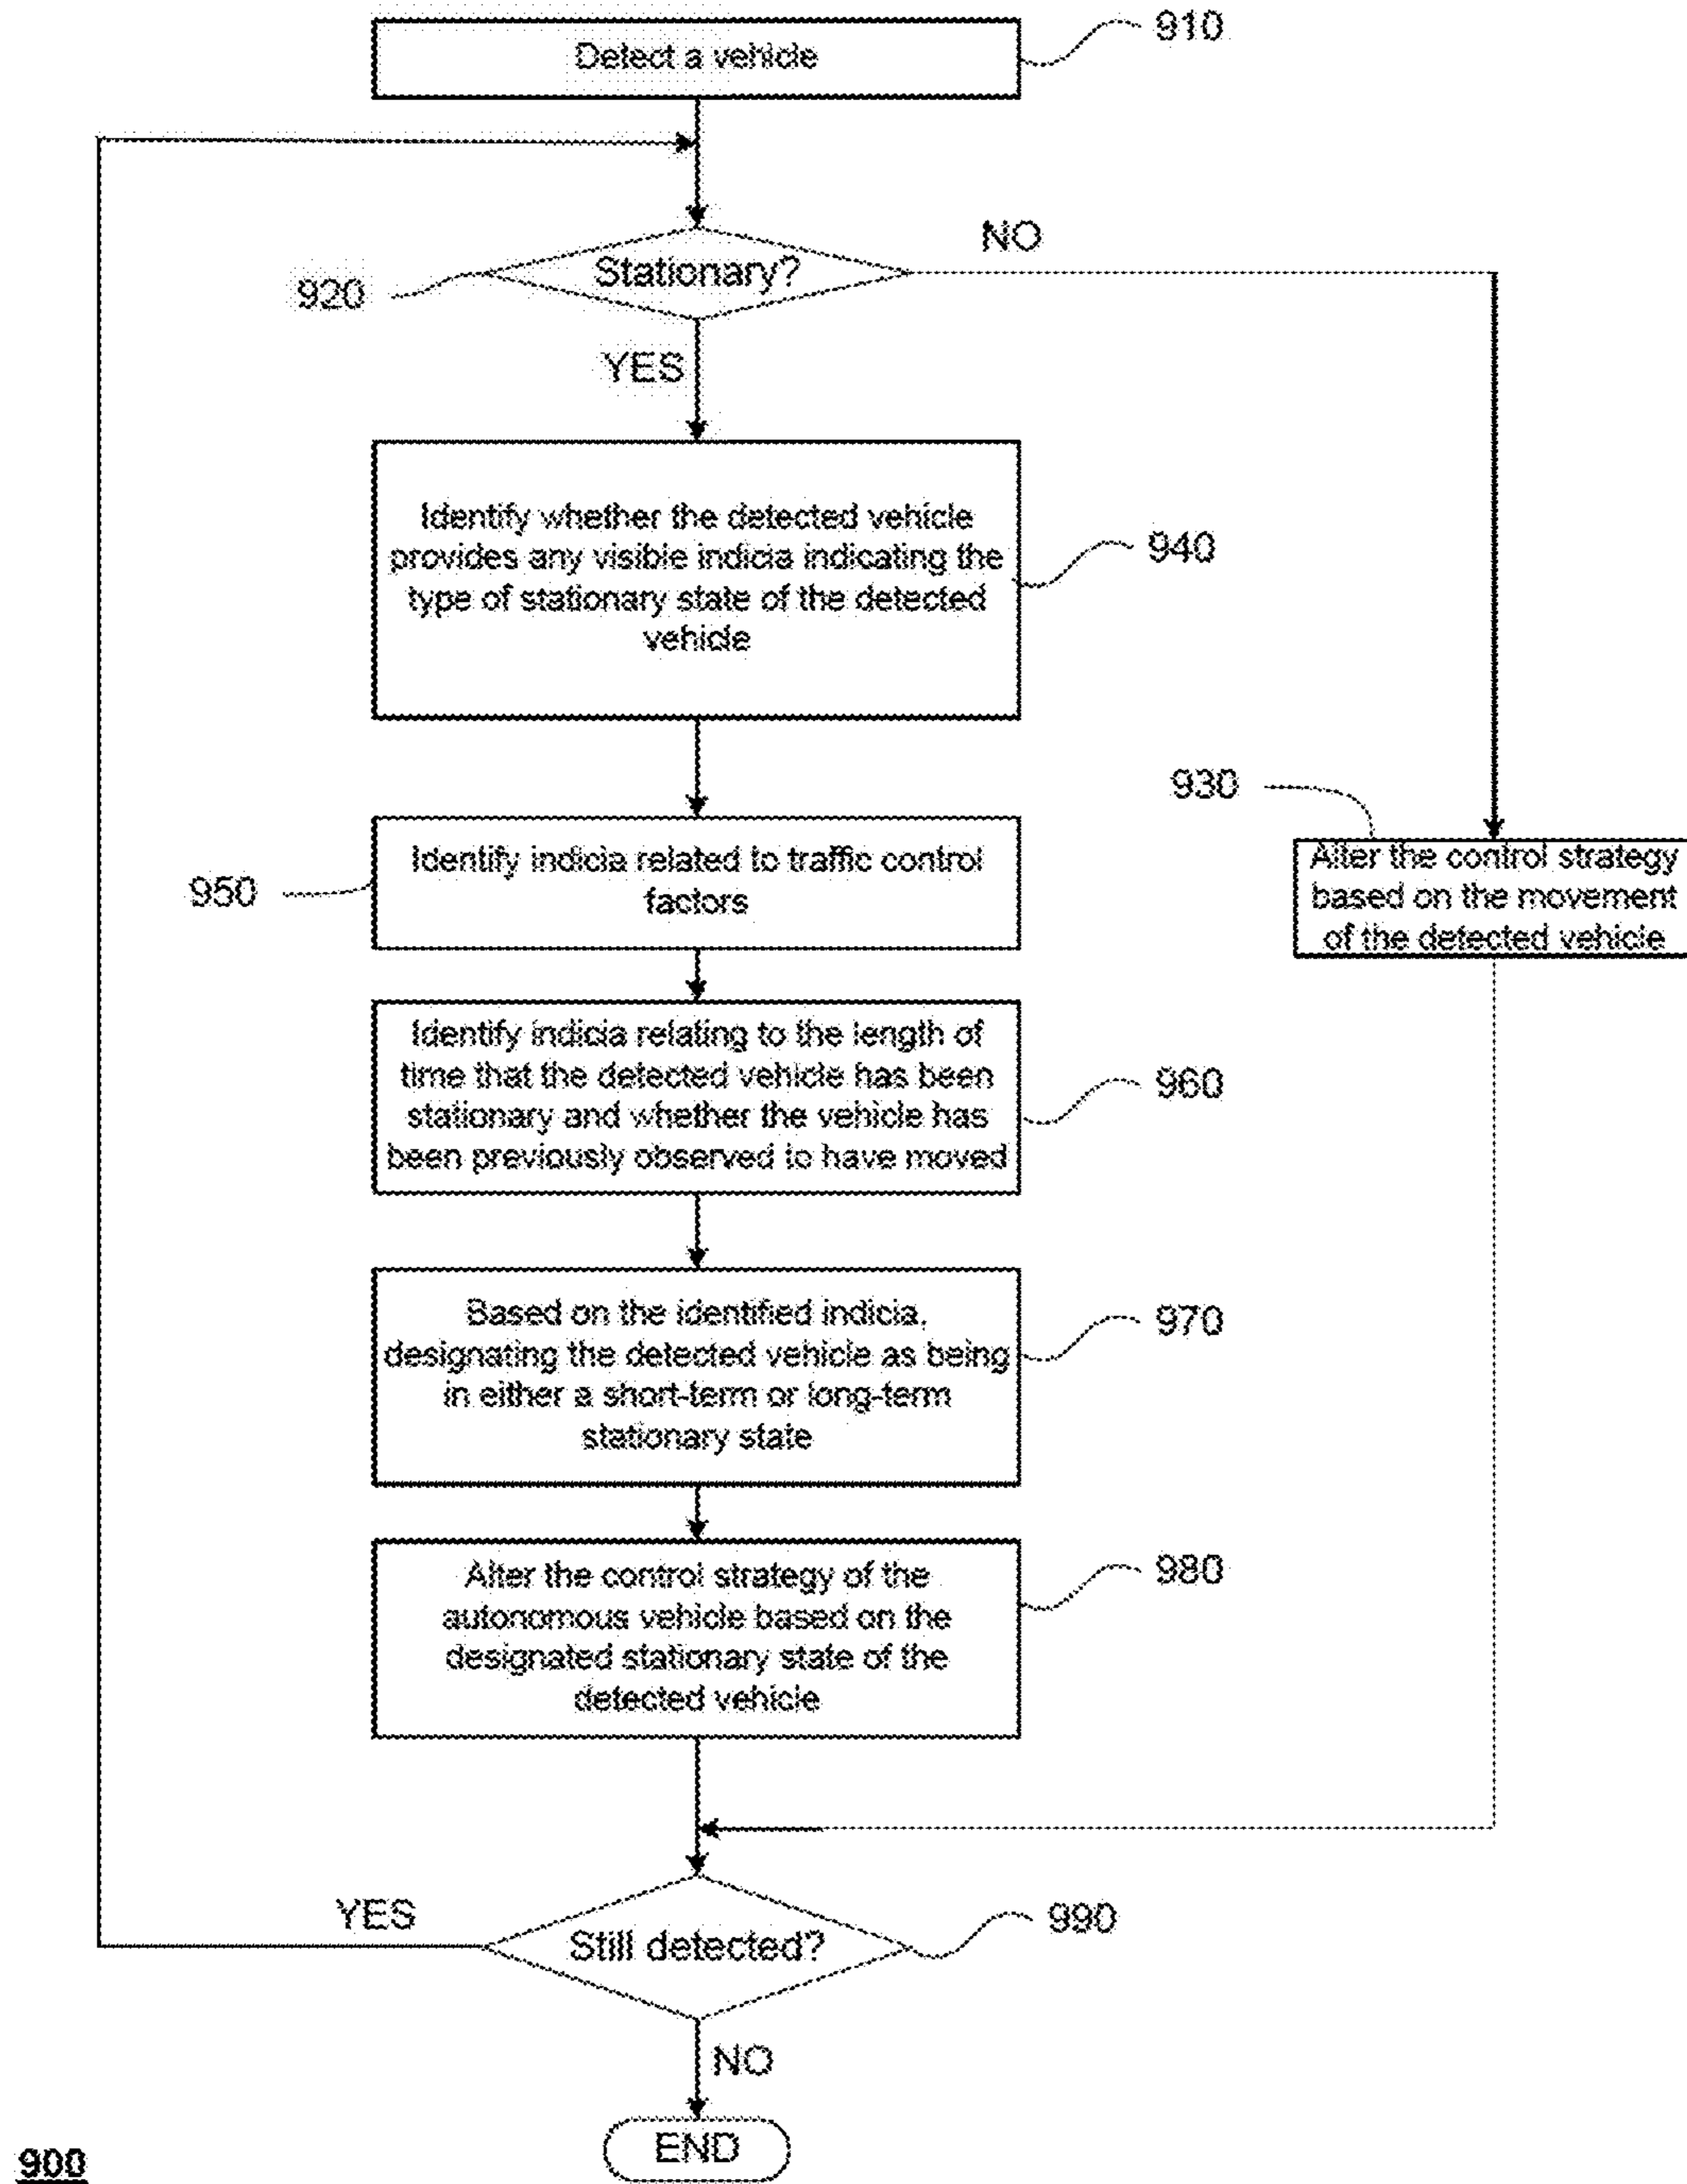 Detect a vehicle
910
Stationary?
NO
920
YES
Identify whether the detected vehicle
provides any visible indicia indicating the
type of stationary state of the detected
vehicle
940
930
Alter the control strategy
based on the movement
of the detected vehicle
Identify indicia related to traffic control
factors
950
Identify indicia relating to the length of
time that the detected vehicle has been
stationary and whether the vehicle has
been previously observed to have moved
960
Based on the identified indicia,
designating the detected vehicle as being
in either a short-term or long-term
stationary state
970
Alter the control strategy of the
autonomous vehicle based on the
designated stationary state of the
detected vehicle
980
YES
Still detected?
990
NO
END
900